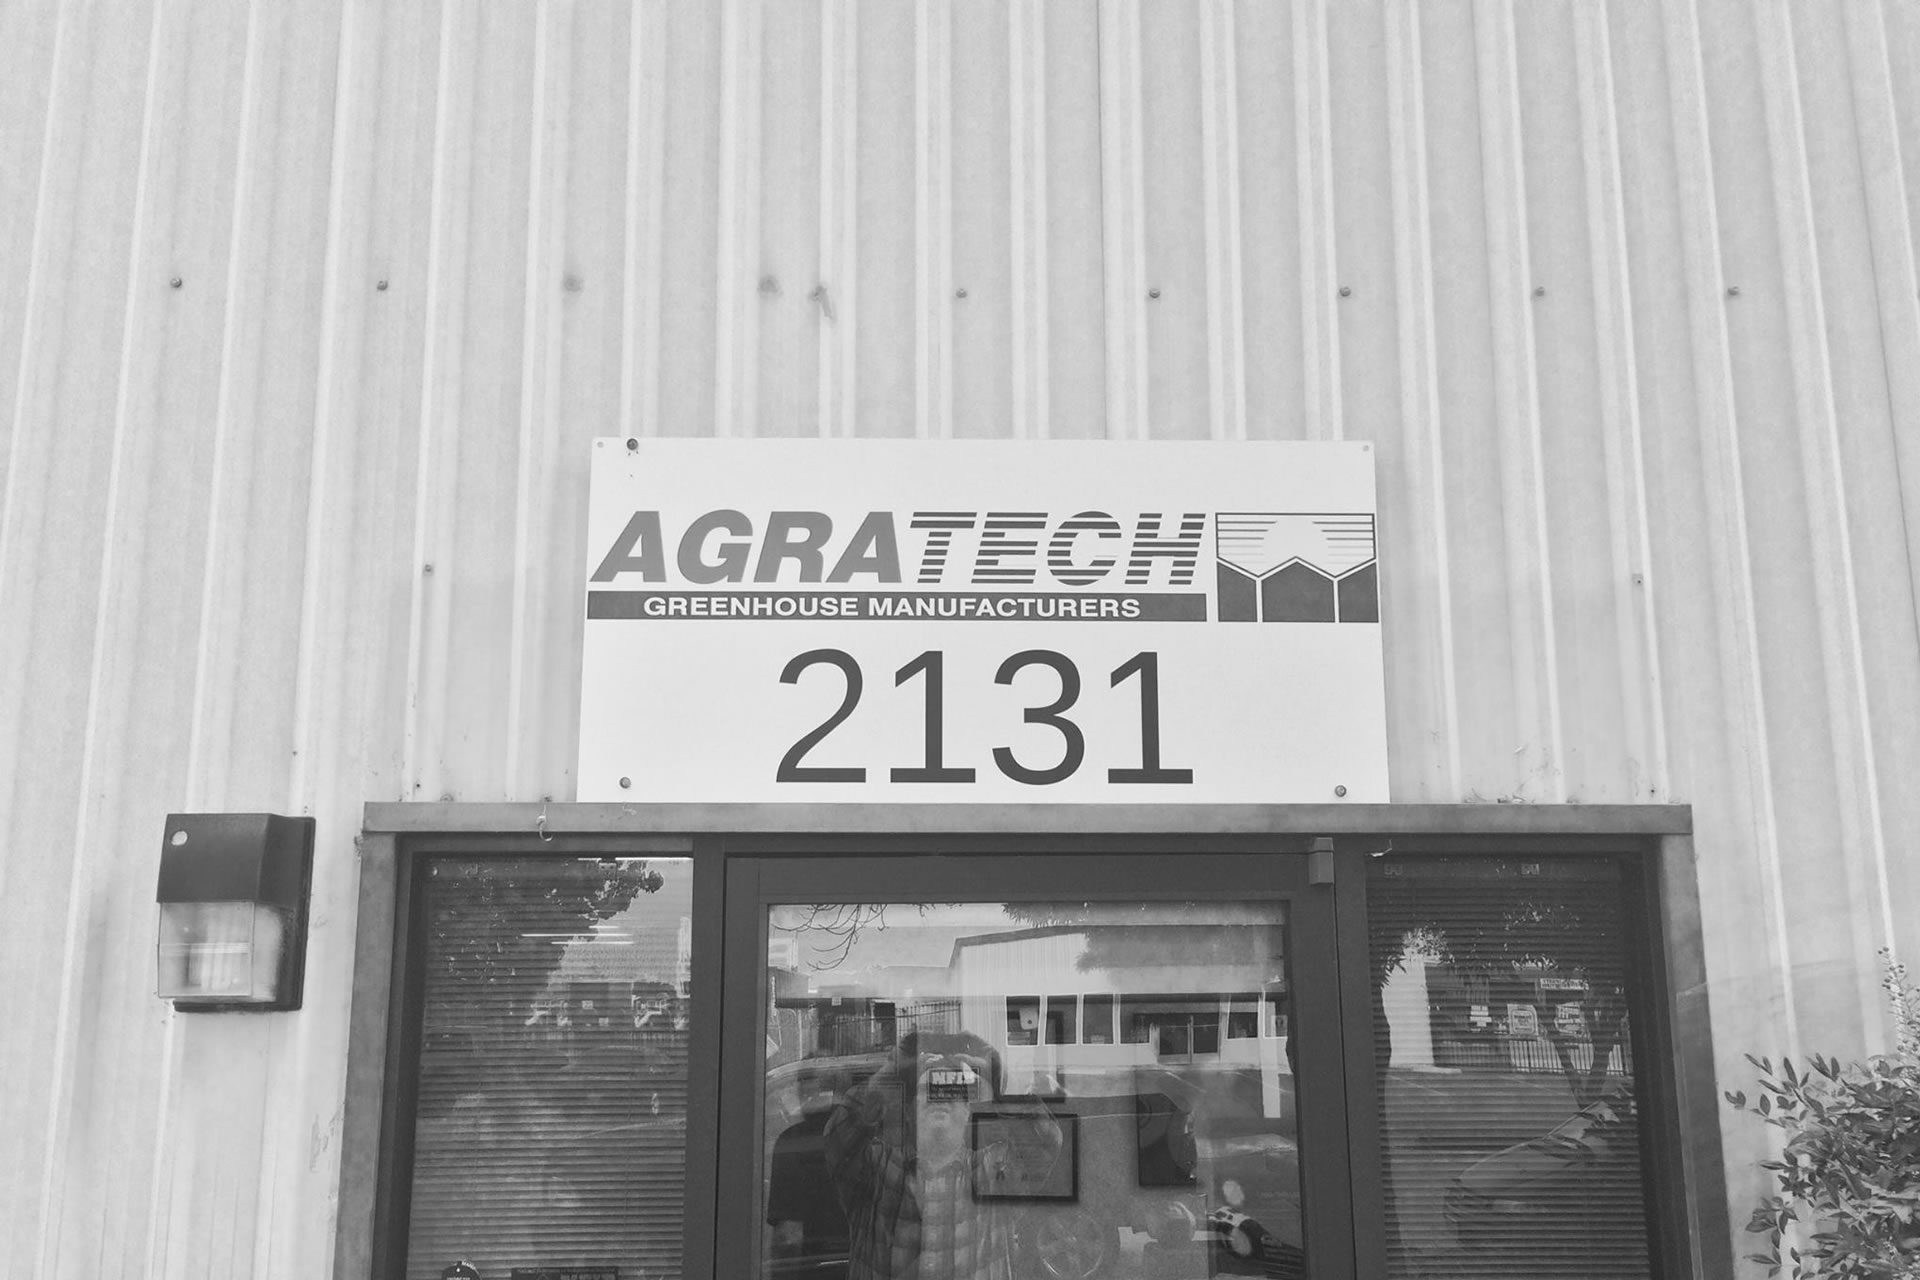 AGRATECH
GREENHOUSE MANUFACTURERS
2131